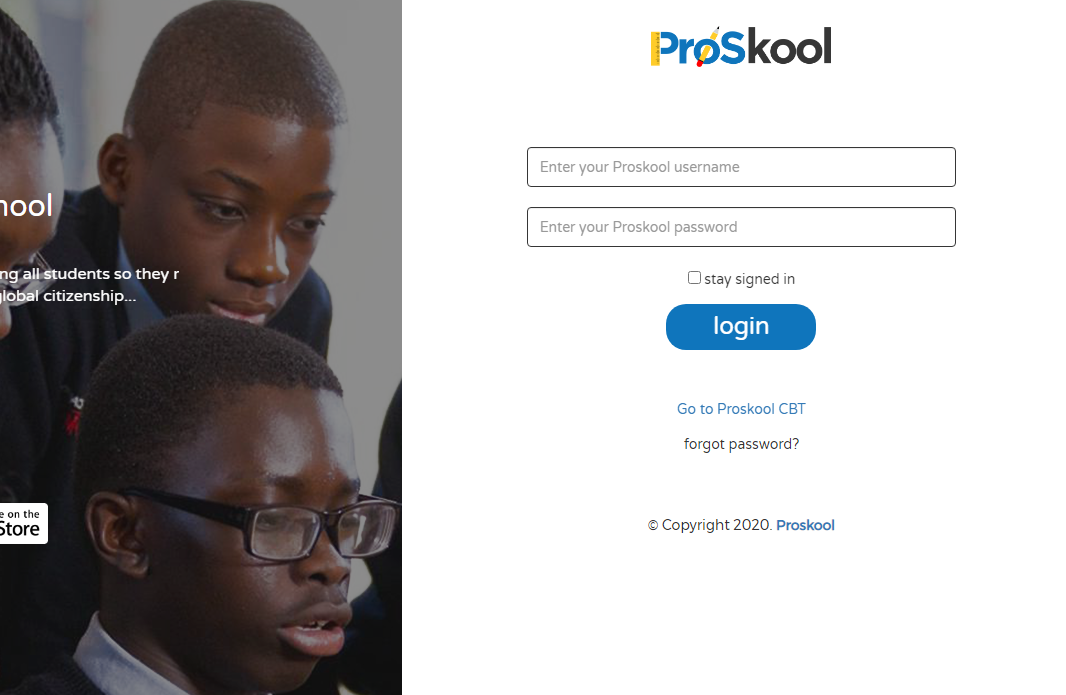 hool
ng all students so they r
global citizenship...
e on the
Store
ProSkool
Enter your Proskool username
Enter your Proskool password
stay signed in
login
Go to Proskool CBT
forgot password?
© Copyright 2020. Proskool